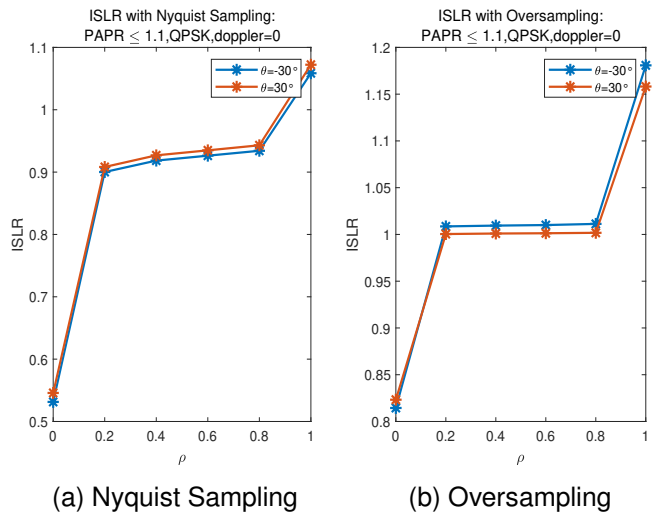 ISLR with Nyquist Sampling:
PAPR ≤ 1.1,QPSK,doppler=0
1.1
1
0.9
0.8
0.7
0.6
0.5
ISLR
θ=-30°
θ=30°
0 0.2 0.4 0.6 0.8 1
ρ
(a) Nyquist Sampling
ISLR with Oversampling:
PAPR ≤ 1.1,QPSK,doppler=0
1.2
1.15
1.1
1.05
1
0.95
0.9
0.85
0.8
ISLR
θ=-30°
θ=30°
0 0.2 0.4 0.6 0.8 1
ρ
(b) Oversampling